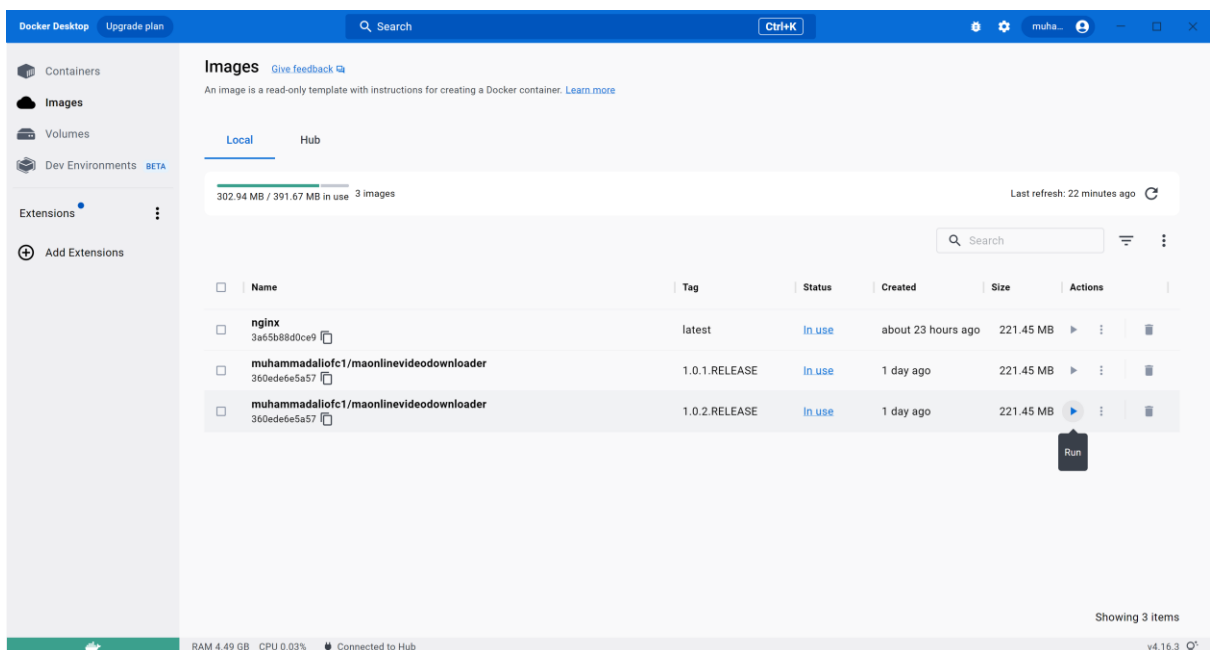 Docker Desktop Upgrade plan Search Ctrl+K muha...
Containers
Images
Volumes
Dev Environments BETA
Extensions
Add Extensions
Images Give feedback
An image is a read-only template with instructions for creating a Docker container. Learn more
Local Hub
302.94 MB / 391.67 MB in use 3 images Last refresh: 22 minutes ago
Search
Name Tag Status Created Size Actions
nginx latest In use about 23 hours ago 221.45 MB
3a65b88d0ce9
muhammadaliofc1/maonlinevideodownloader 1.0.1.RELEASE In use 1 day ago 221.45 MB
360ede6e5a57
muhammadaliofc1/maonlinevideodownloader 1.0.2.RELEASE In use 1 day ago 221.45 MB
360ede6e5a57
Run
Showing 3 items
RAM 4.49 GB CPU 0.03% Connected to Hub v4.16.3